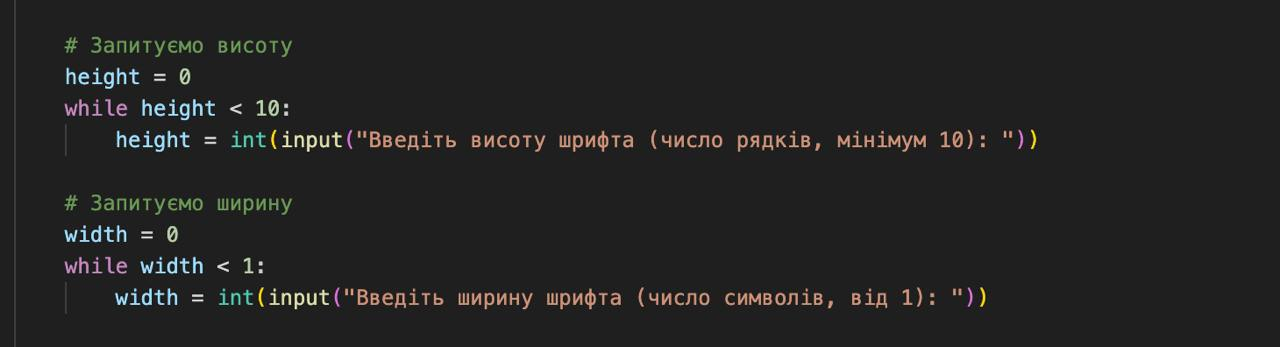 # Запитуємо висоту
height = 0
while height < 10:
    height = int(input("Введіть висоту шрифта (число рядків, мінімум 10): "))
# Запитуємо ширину
width = 0
while width < 1:
    width = int(input("Введіть ширину шрифта (число символів, від 1): "))